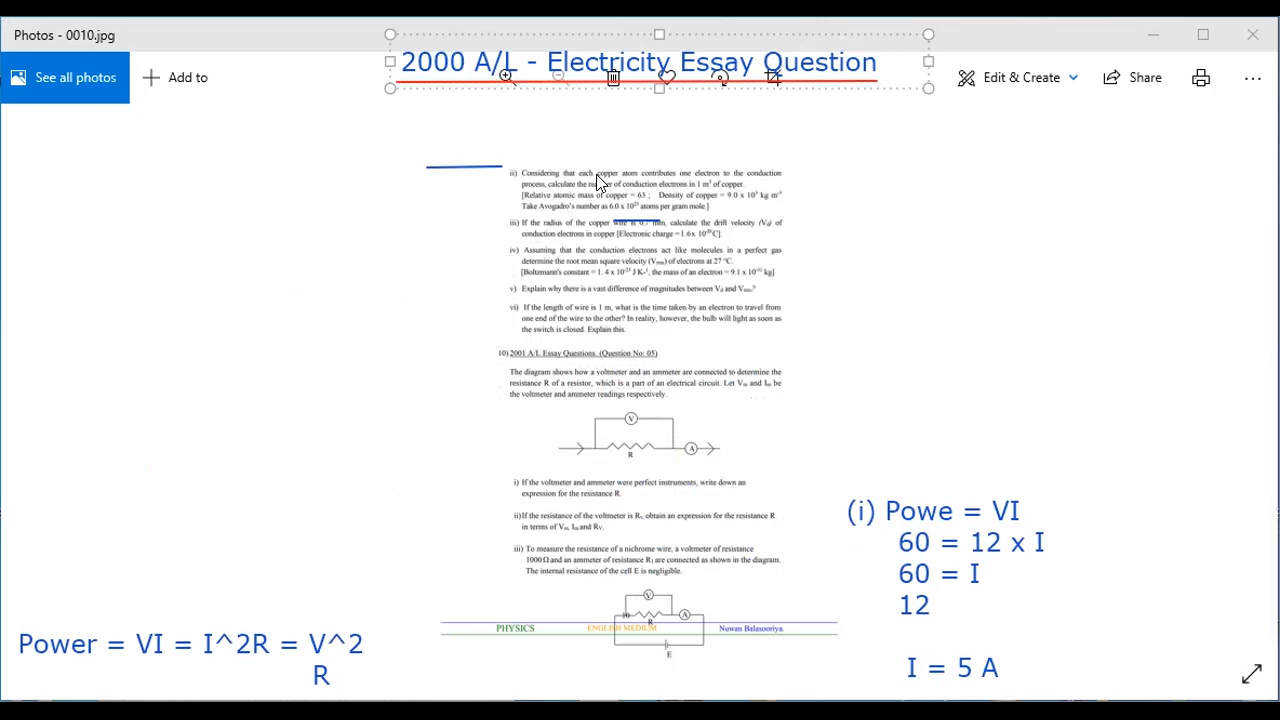 Photos - 0010.jpg
2000 A/L - Electricity Essay Question
See all photos
Add to
Edit & Create
Share
ii) Considering that each copper atom contributes one electron to the conduction
process, calculate the number of conduction electrons in 1 m³ of copper.
[Relative atomic mass of copper = 63 ; Density of copper = 9.0 x 10³ kg m⁻³
Take Avogadro's number as 6.0 x 10²³ atoms per gram mole.]
iii) If the radius of the copper wire is 0.7 mm, calculate the drift velocity (Vd) of
conduction electrons in copper [Electronic charge = 1.6x 10⁻¹⁹ C].
iv) Assuming that the conduction electrons act like molecules in a perfect gas
determine the root mean square velocity (Vrms) of electrons at 27 °C.
[Boltzmann's constant = 1. 4 x 10⁻²³ J K-¹, the mass of an electron = 9.1 x 10⁻³¹ kg]
v) Explain why there is a vast difference of magnitudes between Vd and Vrms?
vi) If the length of wire is 1 m, what is the time taken by an electron to travel from
one end of the wire to the other? In reality, however, the bulb will light as soon as
the switch is closed. Explain this.
10) 2001 A/L Essay Questions. (Question No: 05)
The diagram shows how a voltmeter and an ammeter are connected to determine the
resistance R of a resistor, which is a part of an electrical circuit. Let Vm and Im be
the voltmeter and ammeter readings respectively.
V
R
A
i) If the voltmeter and ammeter were perfect instruments, write down an
expression for the resistance R.
ii) If the resistance of the voltmeter is Rv, obtain an expression for the resistance R
in terms of Vm, Im and Rv.
iii) To measure the resistance of a nichrome wire, a voltmeter of resistance
1000 Ω and an ammeter of resistance R₁ are connected as shown in the diagram.
The internal resistance of the cell E is negligible.
V
10
A
R
PHYSICS ENGLISH MEDIUM Nuwan Balasooriya.
E
(i) Powe = VI
60 = 12 x I
60 = I
12
I = 5 A
Power = VI = I^2R = V^2
R